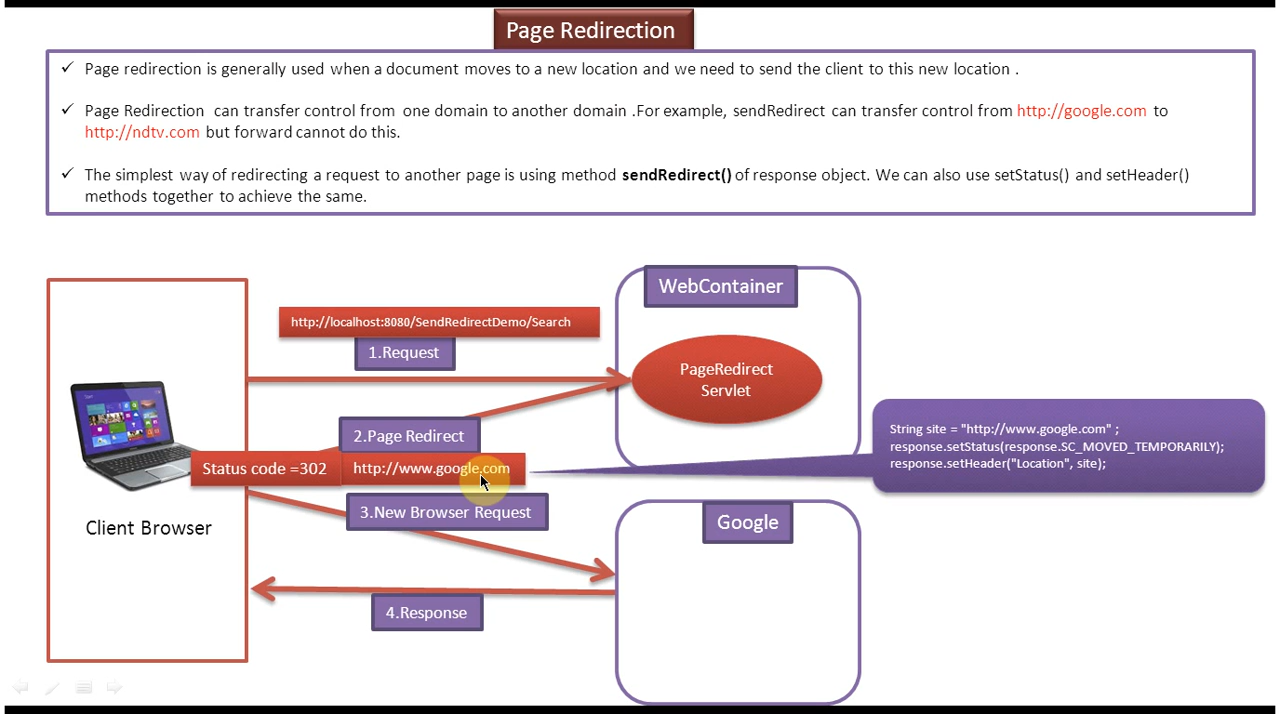 Page Redirection
✓ Page redirection is generally used when a document moves to a new location and we need to send the client to this new location .
✓ Page Redirection can transfer control from one domain to another domain .For example, sendRedirect can transfer control from http://google.com to
http://ndtv.com but forward cannot do this.
✓ The simplest way of redirecting a request to another page is using method sendRedirect() of response object. We can also use setStatus() and setHeader()
methods together to achieve the same.
WebContainer
http://localhost:8080/SendRedirectDemo/Search
1.Request
PageRedirect
Servlet
2.Page Redirect
Status code =302
http://www.google.com
String site = "http://www.google.com" ;
response.setStatus(response.SC_MOVED_TEMPORARILY);
response.setHeader("Location", site);
3.New Browser Request
Client Browser
Google
4.Response